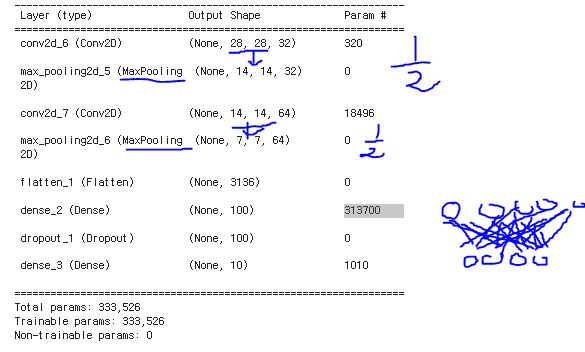 Layer (type) Output Shape Param #
conv2d_6 (Conv2D) (None, 28, 28, 32) 320
max_pooling2d_5 (MaxPooling (None, 14, 14, 32) 0
2D)
1
2
conv2d_7 (Conv2D) (None, 14, 14, 64) 18496
max_pooling2d_6 (MaxPooling (None, 7, 7, 64) 0
2D)
1
2
flatten_1 (Flatten) (None, 3136) 0
dense_2 (Dense) (None, 100) 313700
dropout_1 (Dropout) (None, 100) 0
dense_3 (Dense) (None, 10) 1010
Total params: 333,526
Trainable params: 333,526
Non-trainable params: 0